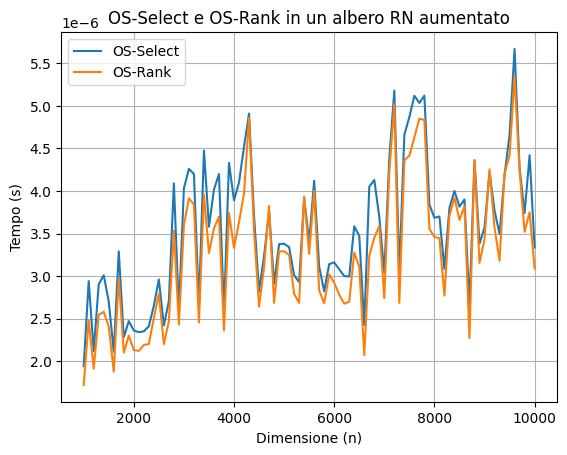 OS-Select e OS-Rank in un albero RN aumentato
1e−6
OS-Select
OS-Rank
5.5
5.0
4.5
4.0
3.5
3.0
2.5
2.0
Tempo (s)
2000 4000 6000 8000 10000
Dimensione (n)